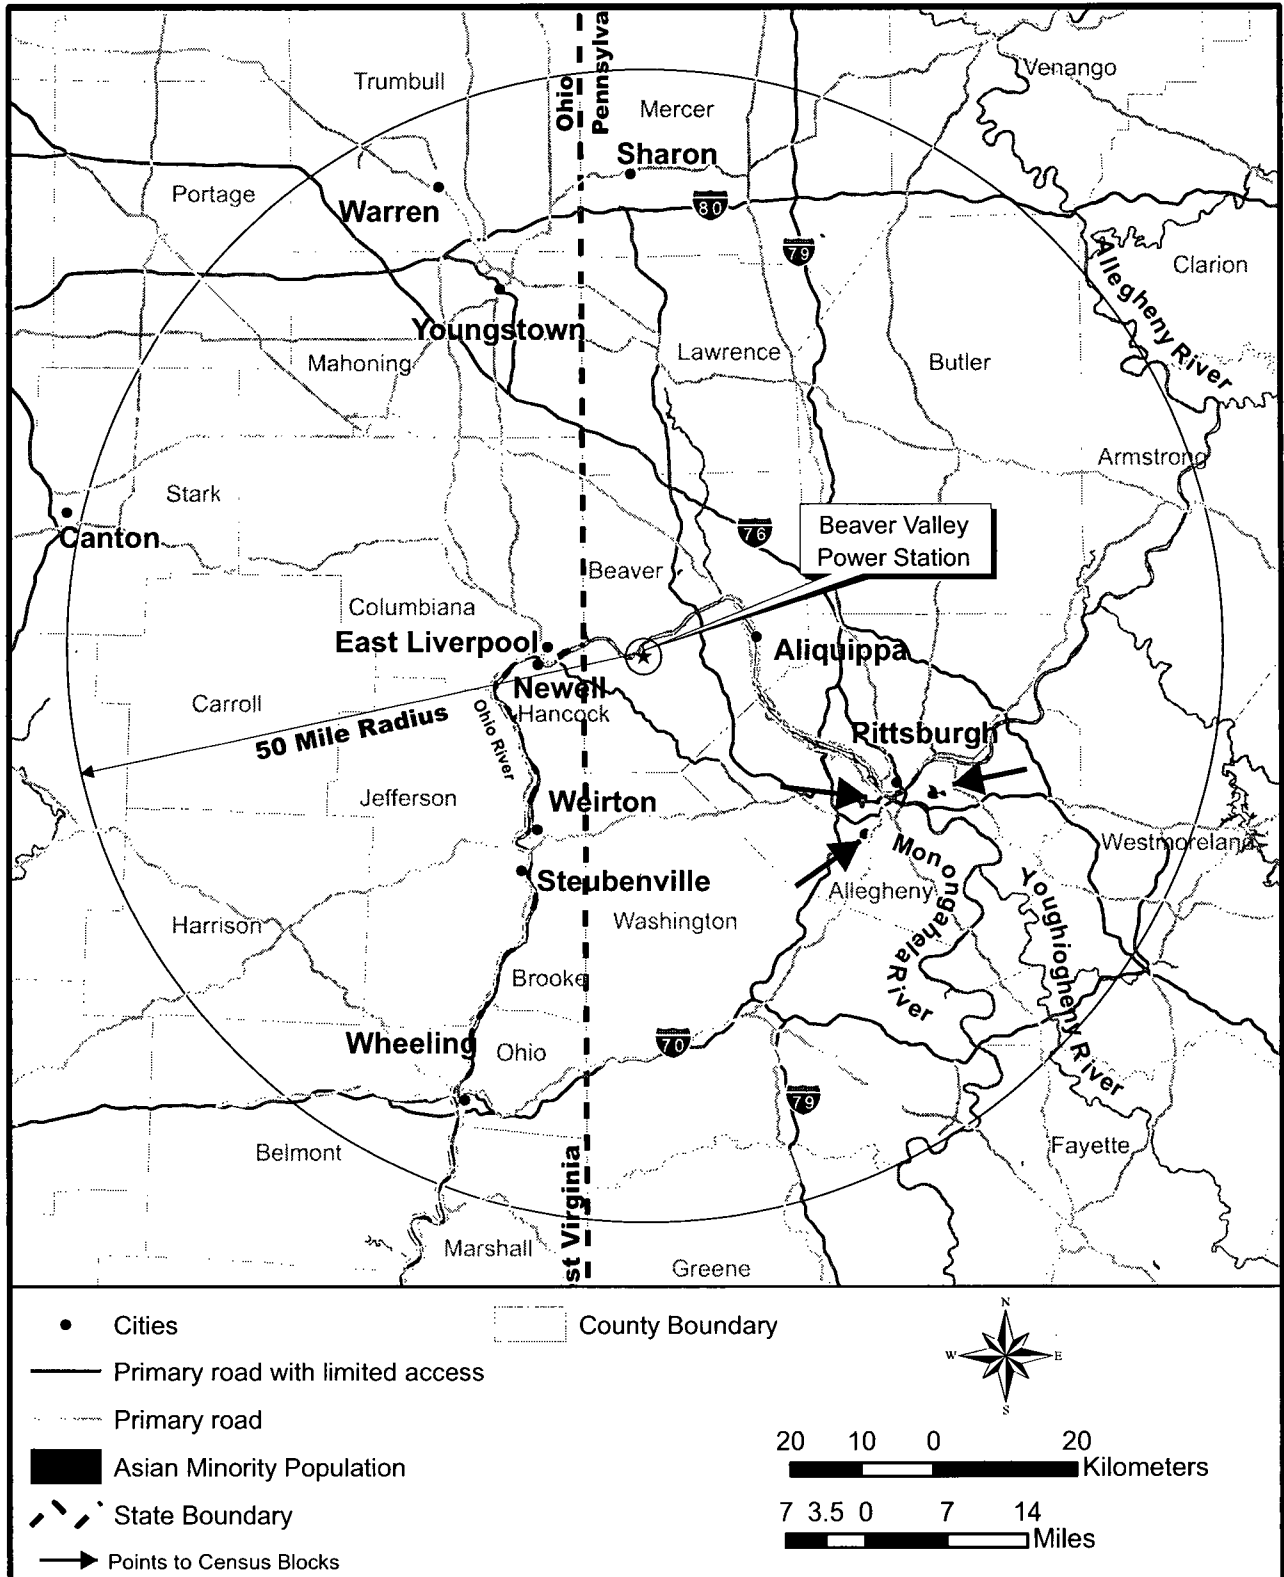 Trumbull
Ohio
Pennsylva
Mercer
Venango
Sharon
Portage
Warren
80
79
Allegheny River
Clarion
Youngstown
Mahoning
Lawrence
Butler
Armstrong
Stark
Canton
76
Beaver Valley
Power Station
Beaver
Columbiana
East Liverpool
Aliquippa
Newell
Hancock
Carroll
50 Mile Radius
Ohio River
Pittsburgh
Jefferson
Weirton
Westmoreland
Monongahela River
Youghiogheny River
Steubenville
Allegheny
Harrison
Washington
Brooke
Wheeling
Ohio
70
79
Belmont
Fayette
st Virginia
Marshall
Greene
Cities
County Boundary
Primary road with limited access
Primary road
Asian Minority Population
State Boundary
Points to Census Blocks
N
W E
S
20 10 0 20
Kilometers
7 3.5 0 7 14
Miles